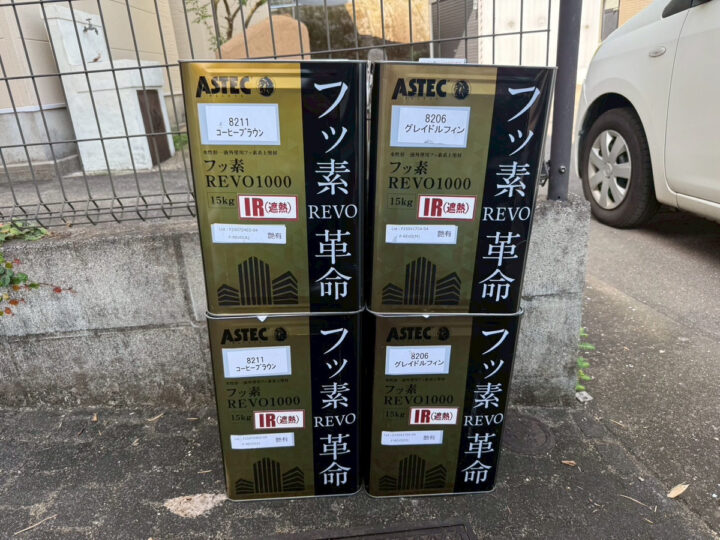 ASTEC
8211
コーヒーブラウン
フッ素
REVO1000
15kg
IR(遮熱)
艶有
フッ素
REVO
革命
ASTEC
8206
グレイドルフィン
フッ素
REVO1000
15kg
IR(遮熱)
艶有
フッ素
REVO
革命
ASTEC
8211
コーヒーブラウン
フッ素
REVO1000
15kg
IR(遮熱)
艶有
フッ素
REVO
革命
ASTEC
8206
グレイドルフィン
フッ素
REVO1000
15kg
IR(遮熱)
艶有
フッ素
REVO
革命